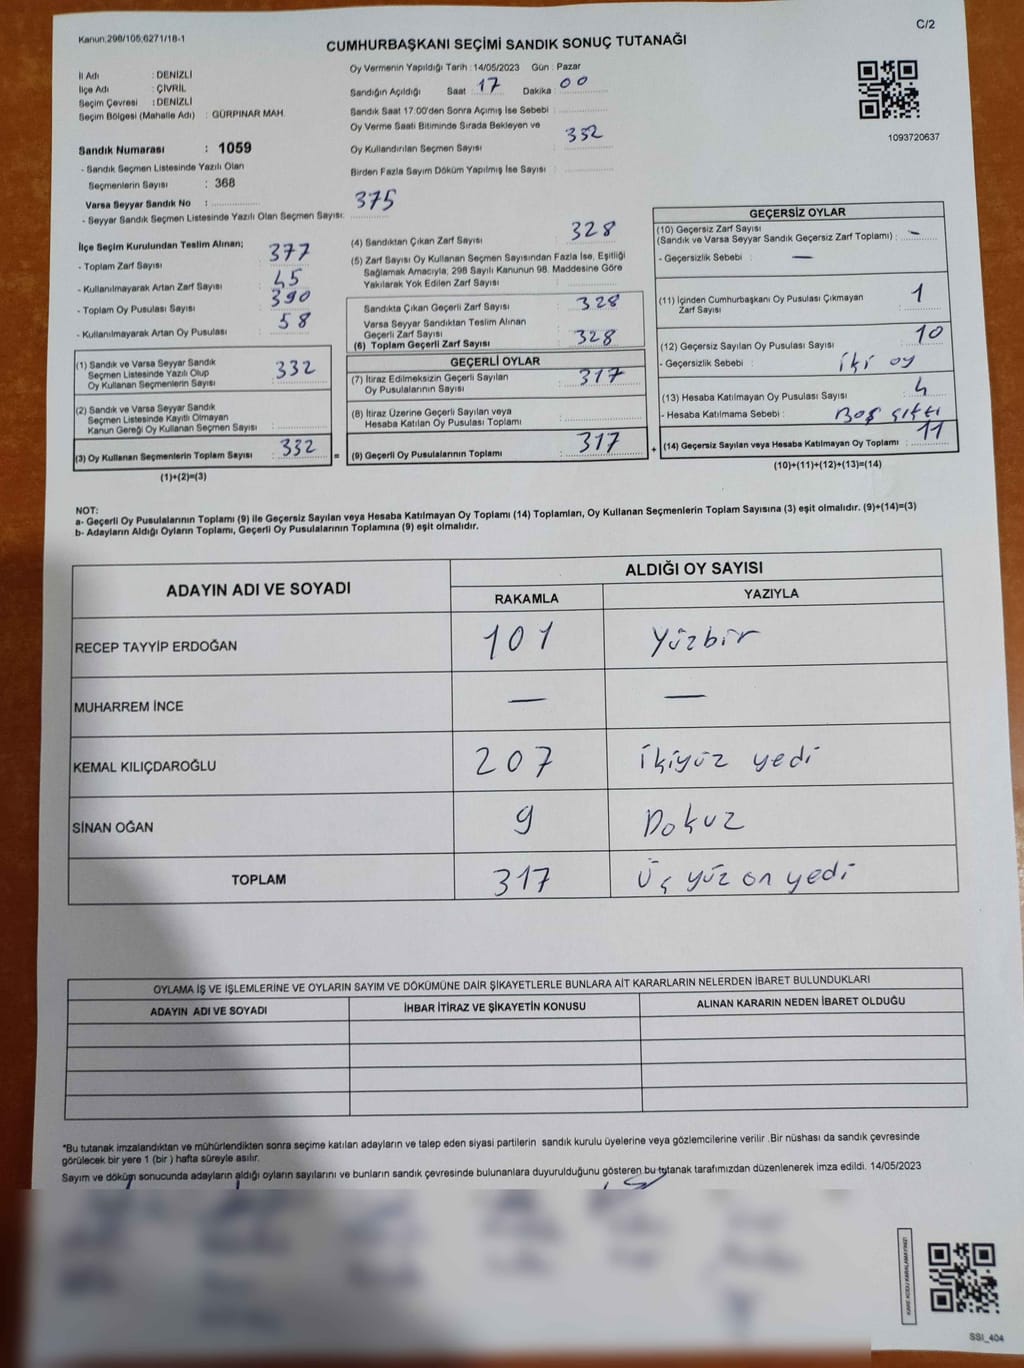 Kanun:298/106,6271/18-1
C/2
CUMHURBAŞKANI SEÇİMİ SANDIK SONUÇ TUTANAĞI
İl Adı : DENİZLİ
İlçe Adı : ÇİVRİL
Seçim Çevresi : DENİZLİ
Seçim Bölgesi (Mahalle Adı) : GÜRPINAR MAH.
Sandık Numarası : 1059
- Sandık Seçmen Listesinde Yazılı Olan
Seçmenlerin Sayısı : 368
Varsa Seyyar Sandık No :
- Seyyar Sandık Seçmen Listesinde Yazılı Olan Seçmen Sayısı: 375
Oy Vermenin Yapıldığı Tarih : 14/05/2023 Gün : Pazar
Sandığın Açıldığı Saat 17 Dakika : 00
Sandık Saat 17:00'den Sonra Açımış İse Sebebi :
Oy Verme Saati Bitiminde Sırada Bekleyen ve
Oy Kullandırılan Seçmen Sayısı : 332
Birden Fazla Sayım Döküm Yapılmış İse Sayısı :
1093720637
İlçe Seçim Kurulundan Teslim Alınan;
- Toplam Zarf Sayısı : 377
- Kullanılmayarak Artan Zarf Sayısı : 45
- Toplam Oy Pusulası Sayısı : 390
- Kullanılmayarak Artan Oy Pusulası : 58
(1) Sandık ve Varsa Seyyar Sandık
Seçmen Listesinde Yazılı Olup
Oy Kullanan Seçmenlerin Sayısı : 332
(2) Sandık ve Varsa Seyyar Sandık
Seçmen Listesinde Kayıtlı Olmayan
Kanun Gereği Oy Kullanan Seçmen Sayısı :
(3) Oy Kullanan Seçmenlerin Toplam Sayısı : 332
(1)+(2)=(3)
=
(4) Sandıktan Çıkan Zarf Sayısı : 328
(5) Zarf Sayısı Oy Kullanan Seçmen Sayısından Fazla İse, Eşitliği
Sağlamak Amacıyla, 298 Sayılı Kanunun 98. Maddesine Göre
Yakılarak Yok Edilen Zarf Sayısı :
Sandıkta Çıkan Geçerli Zarf Sayısı : 328
Varsa Seyyar Sandıktan Teslim Alınan
Geçerli Zarf Sayısı :
(6) Toplam Geçerli Zarf Sayısı : 328
GEÇERLİ OYLAR
(7) İtiraz Edilmeksizin Geçerli Sayılan
Oy Pusulalarının Sayısı : 317
(8) İtiraz Üzerine Geçerli Sayılan veya
Hesaba Katılan Oy Pusulası Toplamı :
(9) Geçerli Oy Pusulalarının Toplamı : 317
+
GEÇERSİZ OYLAR
(10) Geçersiz Zarf Sayısı
(Sandık ve Varsa Seyyar Sandık Geçersiz Zarf Toplamı) : -
- Geçersizlik Sebebi : —
(11) İçinden Cumhurbaşkanı Oy Pusulası Çıkmayan
Zarf Sayısı : 1
(12) Geçersiz Sayılan Oy Pusulası Sayısı : 10
- Geçersizlik Sebebi : iki oy
(13) Hesaba Katılmayan Oy Pusulası Sayısı : 4
- Hesaba Katılmama Sebebi : Boş çıktı
(14) Geçersiz Sayılan veya Hesaba Katılmayan Oy Toplamı : 11
(10)+(11)+(12)+(13)=(14)
NOT:
a- Geçerli Oy Pusulalarının Toplamı (9) ile Geçersiz Sayılan veya Hesaba Katılmayan Oy Toplamı (14) Toplamları, Oy Kullanan Seçmenlerin Toplam Sayısına (3) eşit olmalıdır. (9)+(14)=(3)
b- Adayların Aldığı Oyların Toplamı, Geçerli Oy Pusulalarının Toplamına (9) eşit olmalıdır.
ADAYIN ADI VE SOYADI
ALDIĞI OY SAYISI
RAKAMLA YAZIYLA
RECEP TAYYİP ERDOĞAN 101 Yüzbir
MUHARREM İNCE — —
KEMAL KILIÇDAROĞLU 207 ikiyüz yedi
SİNAN OĞAN 9 Dokuz
TOPLAM 317 Üç yüz on yedi
OYLAMA İŞ VE İŞLEMLERİNE VE OYLARIN SAYIM VE DÖKÜMÜNE DAİR ŞİKAYETLERLE BUNLARA AİT KARARLARIN NELERDEN İBARET BULUNDUKLARI
ADAYIN ADI VE SOYADI İHBAR İTİRAZ VE ŞİKAYETİN KONUSU ALINAN KARARIN NEDEN İBARET OLDUĞU
*Bu tutanak imzalandıktan ve mühürlendikten sonra seçime katılan adayların ve talep eden siyasi partilerin sandık kurulu üyelerine veya gözlemcilerine verilir .Bir nüshası da sandık çevresinde
görülecek bir yere 1 (bir ) hafta süreyle asılır.
Sayım ve döküm sonucunda adayların aldığı oyların sayılarını ve bunların sandık çevresinde bulunanlara duyurulduğunu gösteren bu tutanak tarafımızdan düzenlenerek imza edildi. 14/05/2023
KARE KODU KARALAMAYINIZ!
SSI_404